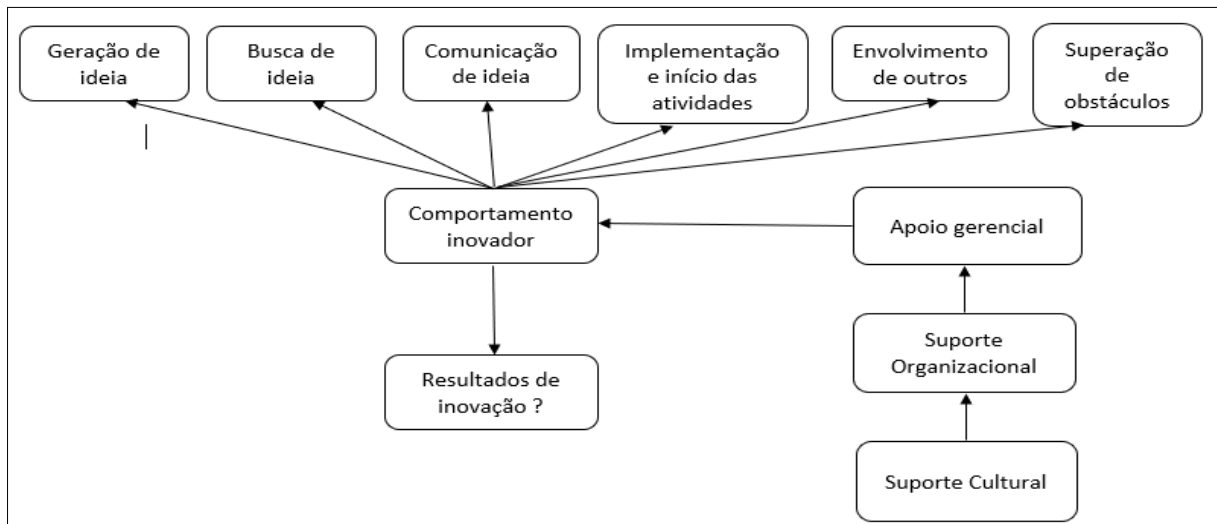 Geração de
ideia
Busca de
ideia
Comunicação
de ideia
Implementação
e início das
atividades
Envolvimento
de outros
Superação
de
obstáculos
Comportamento
inovador
Apoio gerencial
Suporte
Organizacional
Resultados de
inovação ?
Suporte Cultural